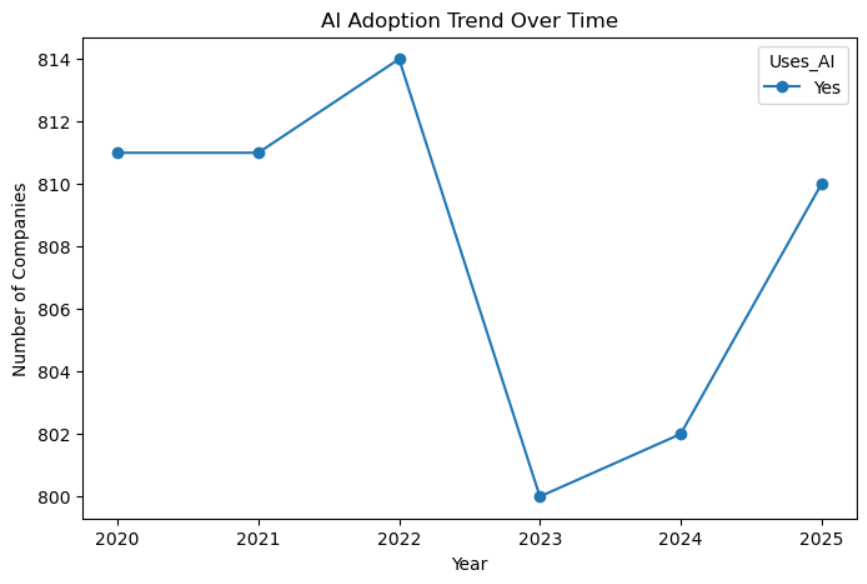 AI Adoption Trend Over Time
Uses_AI
Yes
814
812
810
808
806
804
802
800
Number of Companies
2020 2021 2022 2023 2024 2025
Year